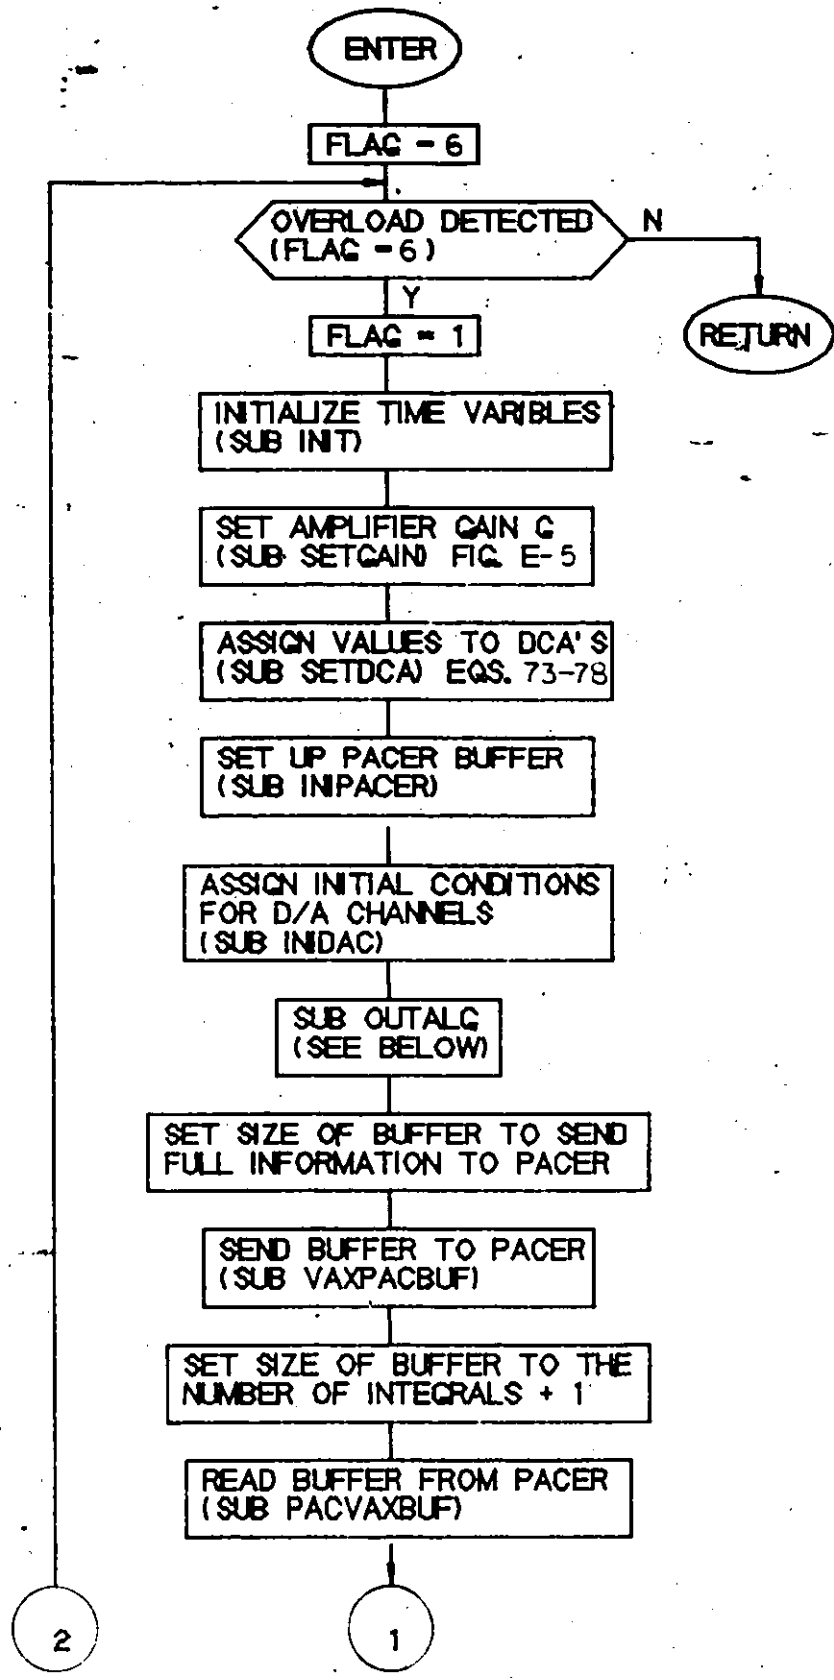 ENTER
FLAG = 6
OVERLOAD DETECTED
(FLAG = 6)
N
Y
RETURN
FLAG = 1
INITIALIZE TIME VARIBLES
(SUB INIT)
SET AMPLIFIER GAIN G
(SUB SETGAIN) FIG. E-5
ASSIGN VALUES TO DCA'S
(SUB SETDCA) EQS. 73-78
SET UP PACER BUFFER
(SUB INIPACER)
ASSIGN INITIAL CONDITIONS
FOR D/A CHANNELS
(SUB INIDAC)
SUB OUTALG
(SEE BELOW)
SET SIZE OF BUFFER TO SEND
FULL INFORMATION TO PACER
SEND BUFFER TO PACER
(SUB VAXPACBUF)
SET SIZE OF BUFFER TO THE
NUMBER OF INTEGRALS + 1
READ BUFFER FROM PACER
(SUB PACVAXBUF)
2
1